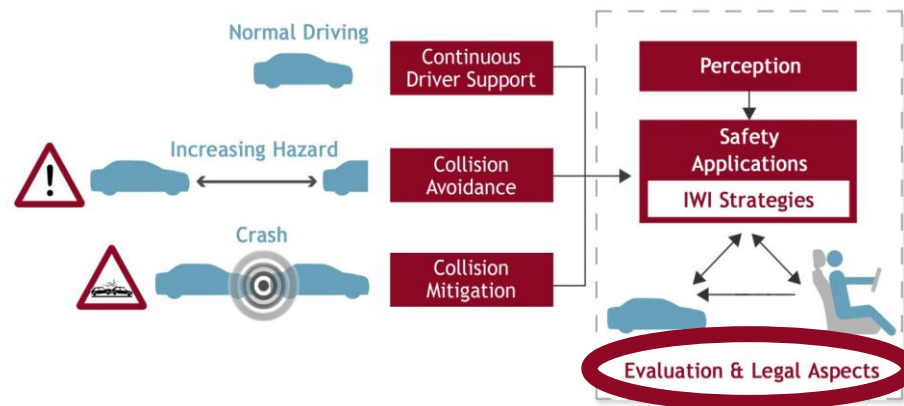 Normal Driving
Continuous
Driver Support
Increasing Hazard
Collision
Avoidance
Crash
Collision
Mitigation
Perception
Safety
Applications
IWI Strategies
Evaluation & Legal Aspects